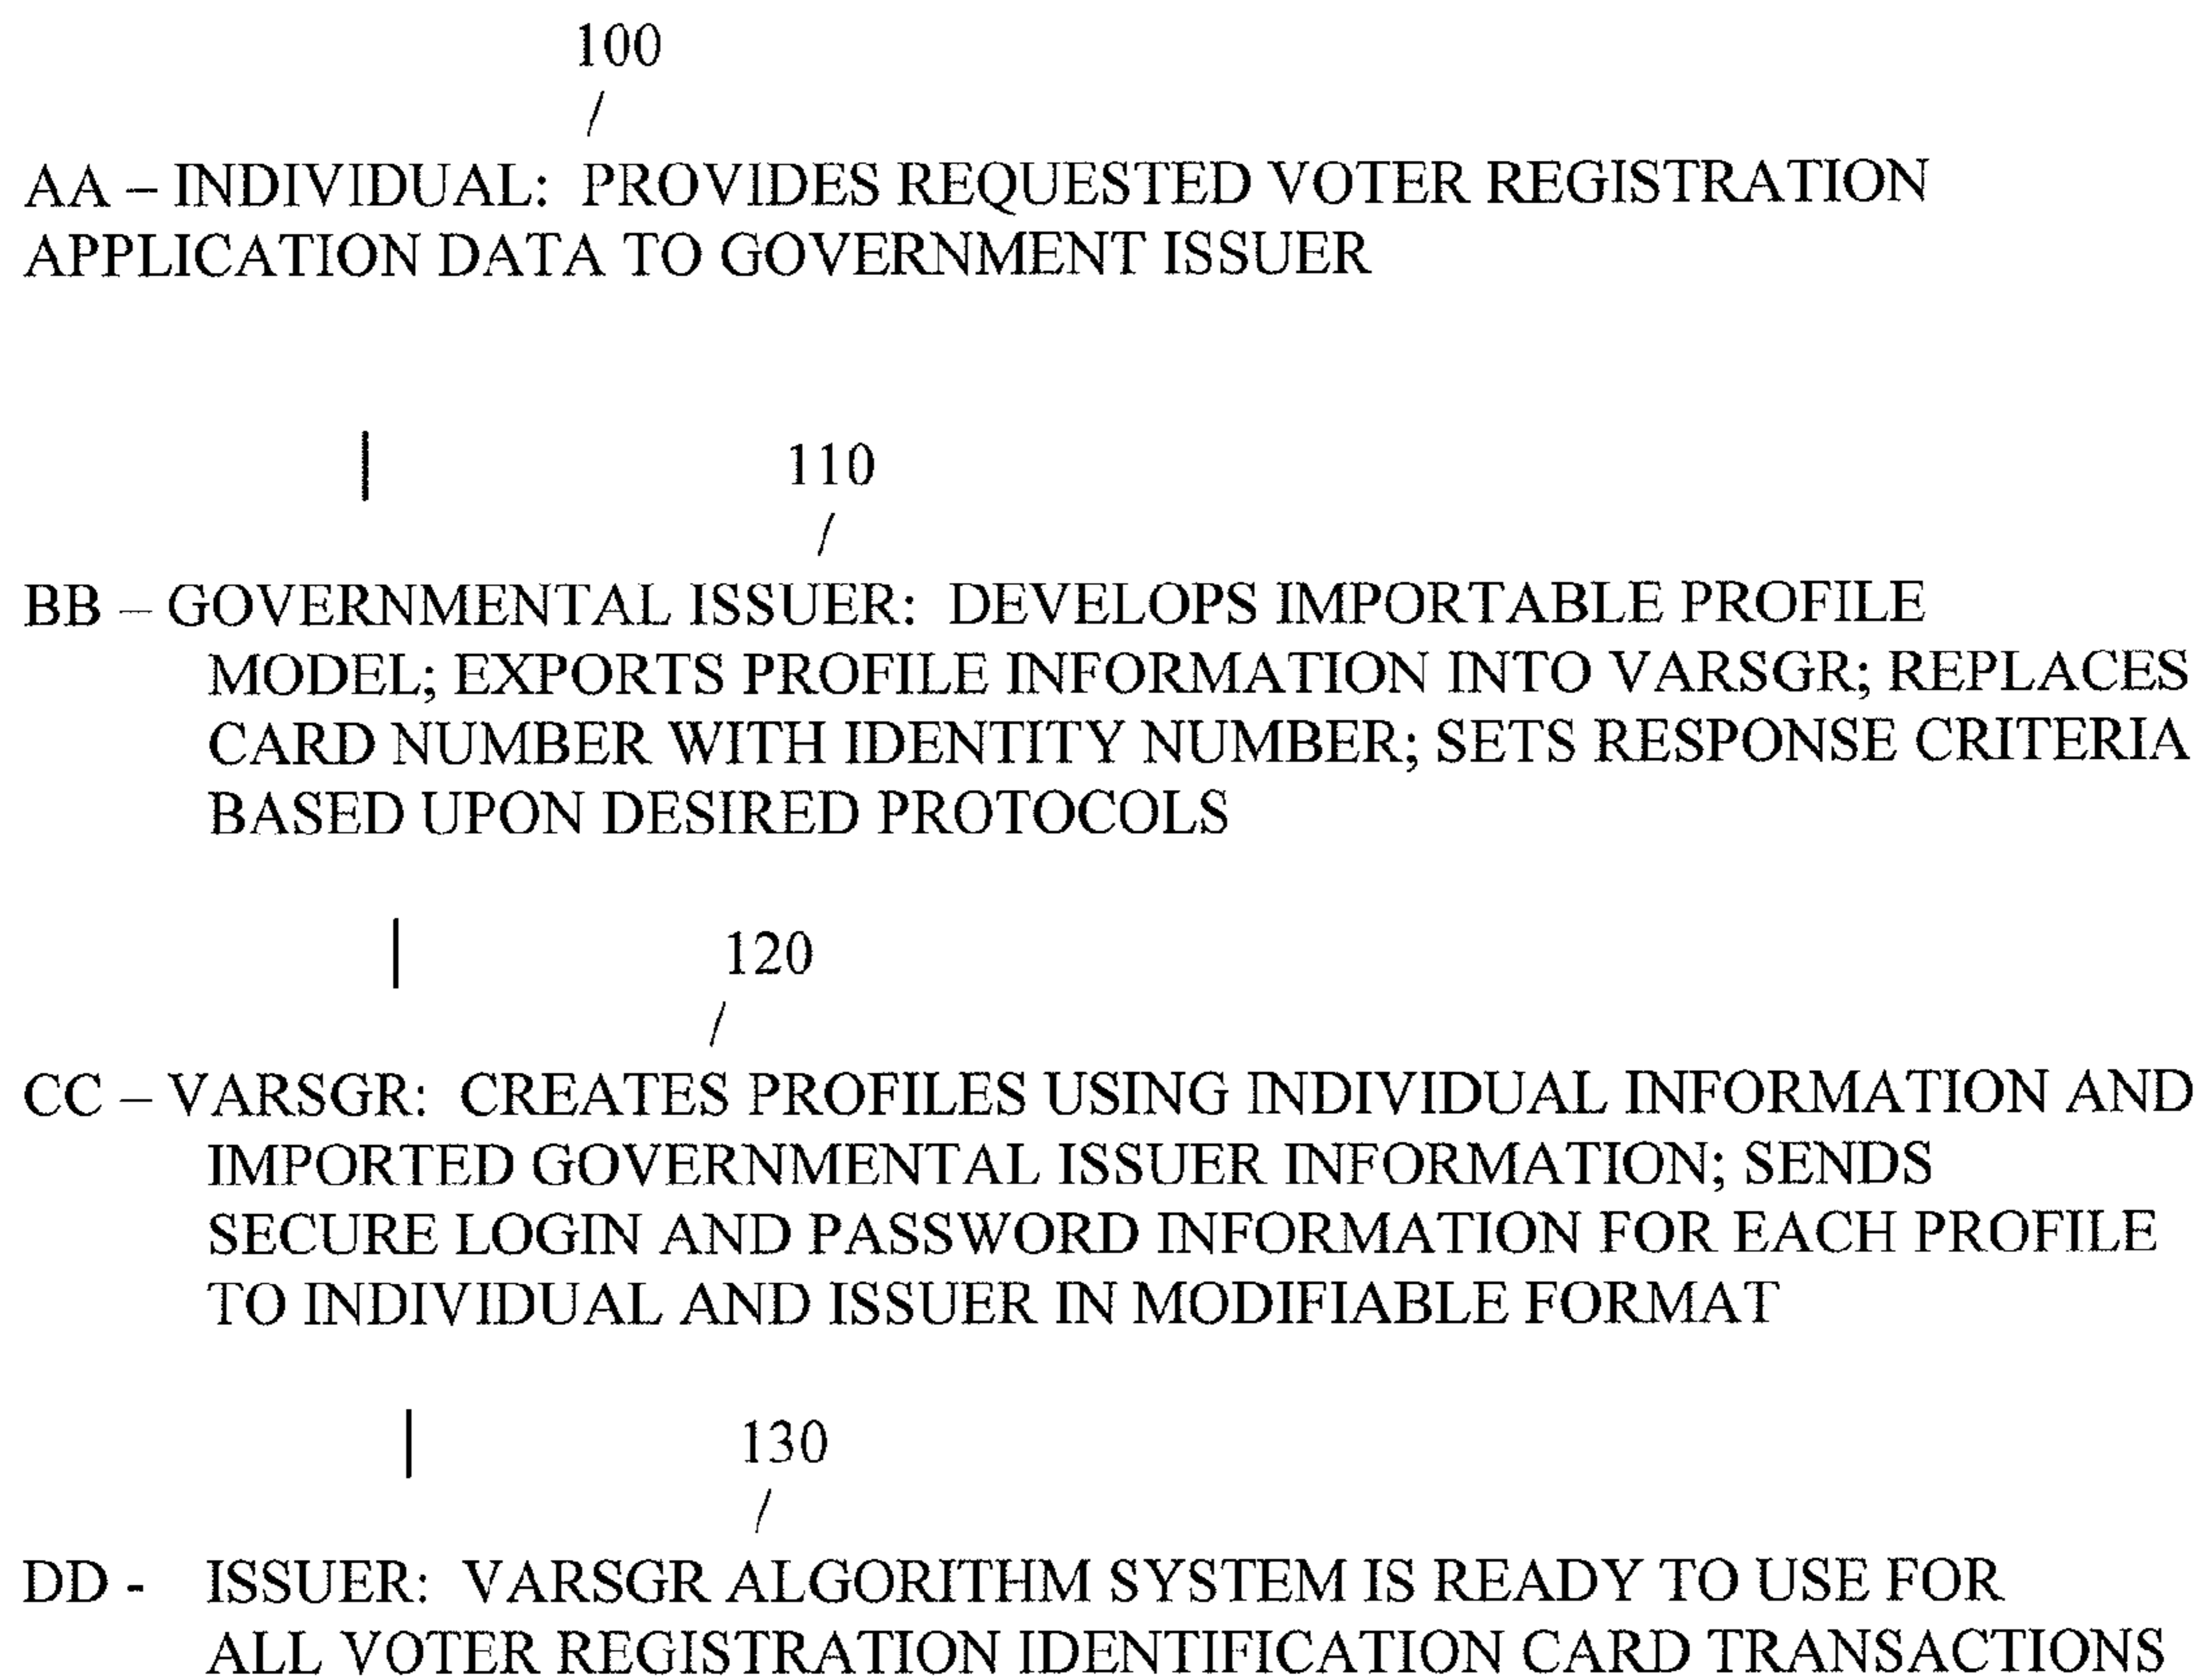 100
AA – INDIVIDUAL: PROVIDES REQUESTED VOTER REGISTRATION
APPLICATION DATA TO GOVERNMENT ISSUER
110
BB – GOVERNMENTAL ISSUER: DEVELOPS IMPORTABLE PROFILE
MODEL; EXPORTS PROFILE INFORMATION INTO VARSGR; REPLACES
CARD NUMBER WITH IDENTITY NUMBER; SETS RESPONSE CRITERIA
BASED UPON DESIRED PROTOCOLS
120
CC – VARSGR: CREATES PROFILES USING INDIVIDUAL INFORMATION AND
IMPORTED GOVERNMENTAL ISSUER INFORMATION; SENDS
SECURE LOGIN AND PASSWORD INFORMATION FOR EACH PROFILE
TO INDIVIDUAL AND ISSUER IN MODIFIABLE FORMAT
130
DD - ISSUER: VARSGR ALGORITHM SYSTEM IS READY TO USE FOR
ALL VOTER REGISTRATION IDENTIFICATION CARD TRANSACTIONS